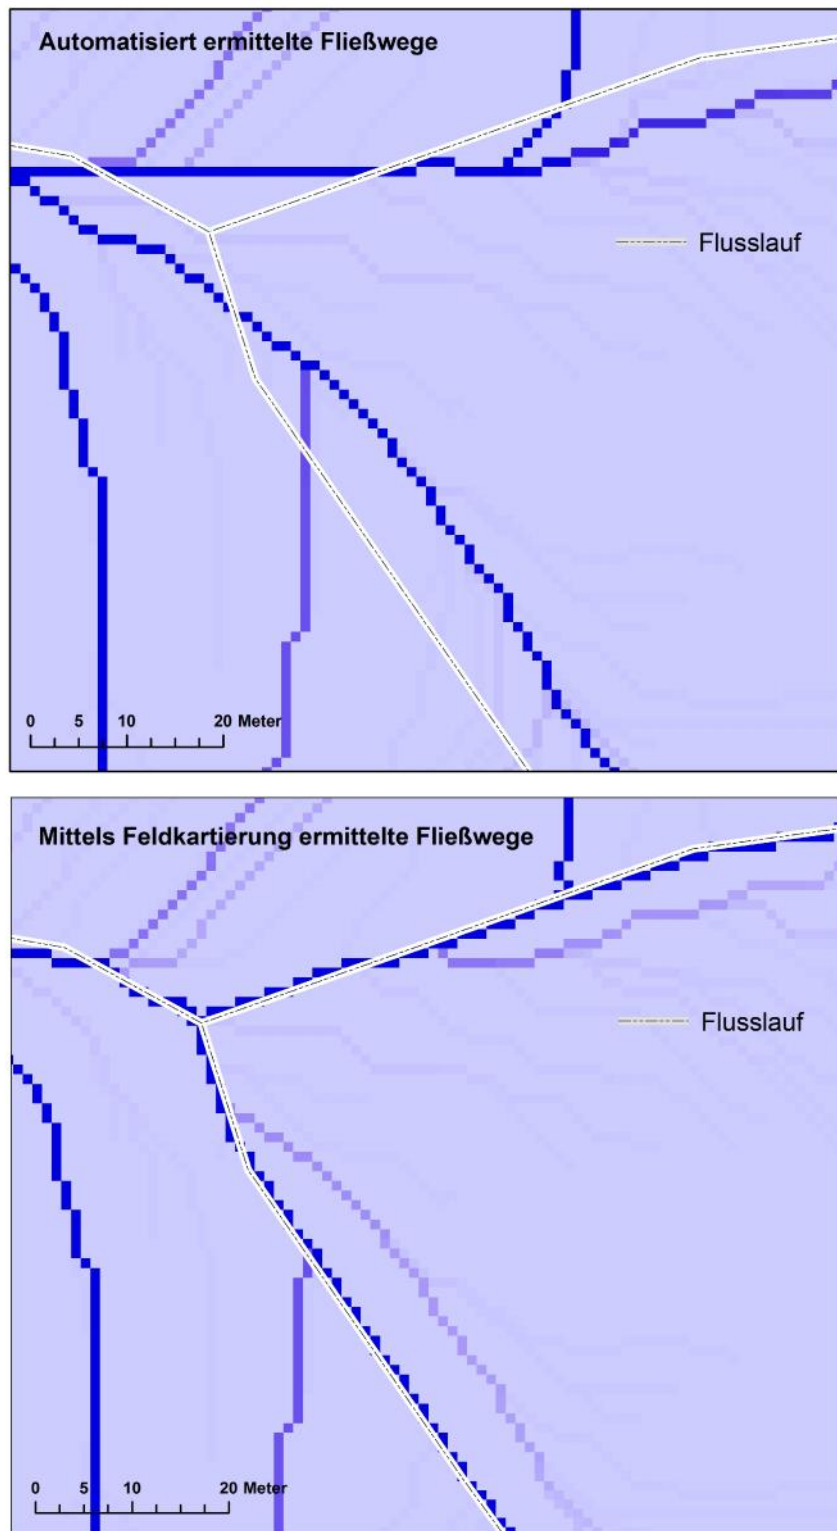 Automatisiert ermittelte Fließwege
Flusslauf
0 5 10 20 Meter
Mittels Feldkartierung ermittelte Fließwege
Flusslauf
0 5 10 20 Meter